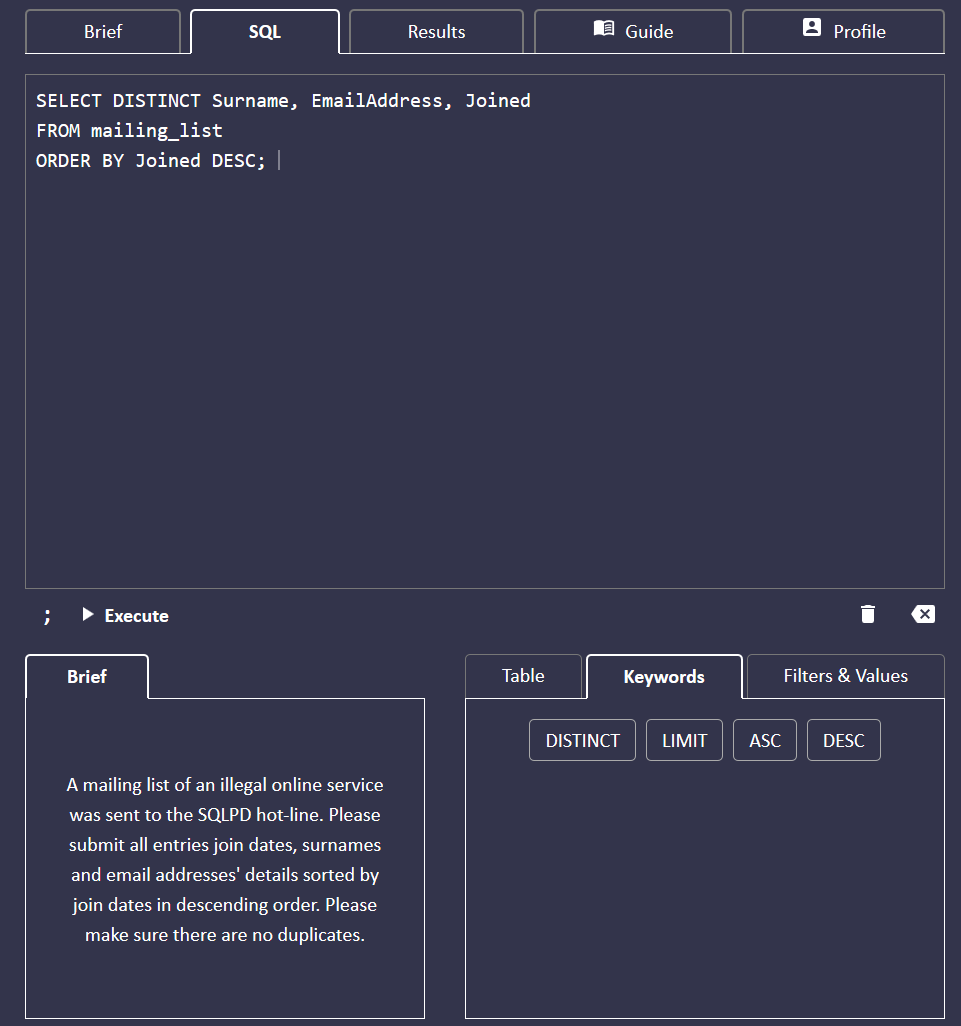 Brief SQL Results Guide Profile
SELECT DISTINCT Surname, EmailAddress, Joined
FROM mailing_list
ORDER BY Joined DESC;
; Execute
Brief
A mailing list of an illegal online service
was sent to the SQLPD hot-line. Please
submit all entries join dates, surnames
and email addresses' details sorted by
join dates in descending order. Please
make sure there are no duplicates.
Table Keywords Filters & Values
DISTINCT LIMIT ASC DESC